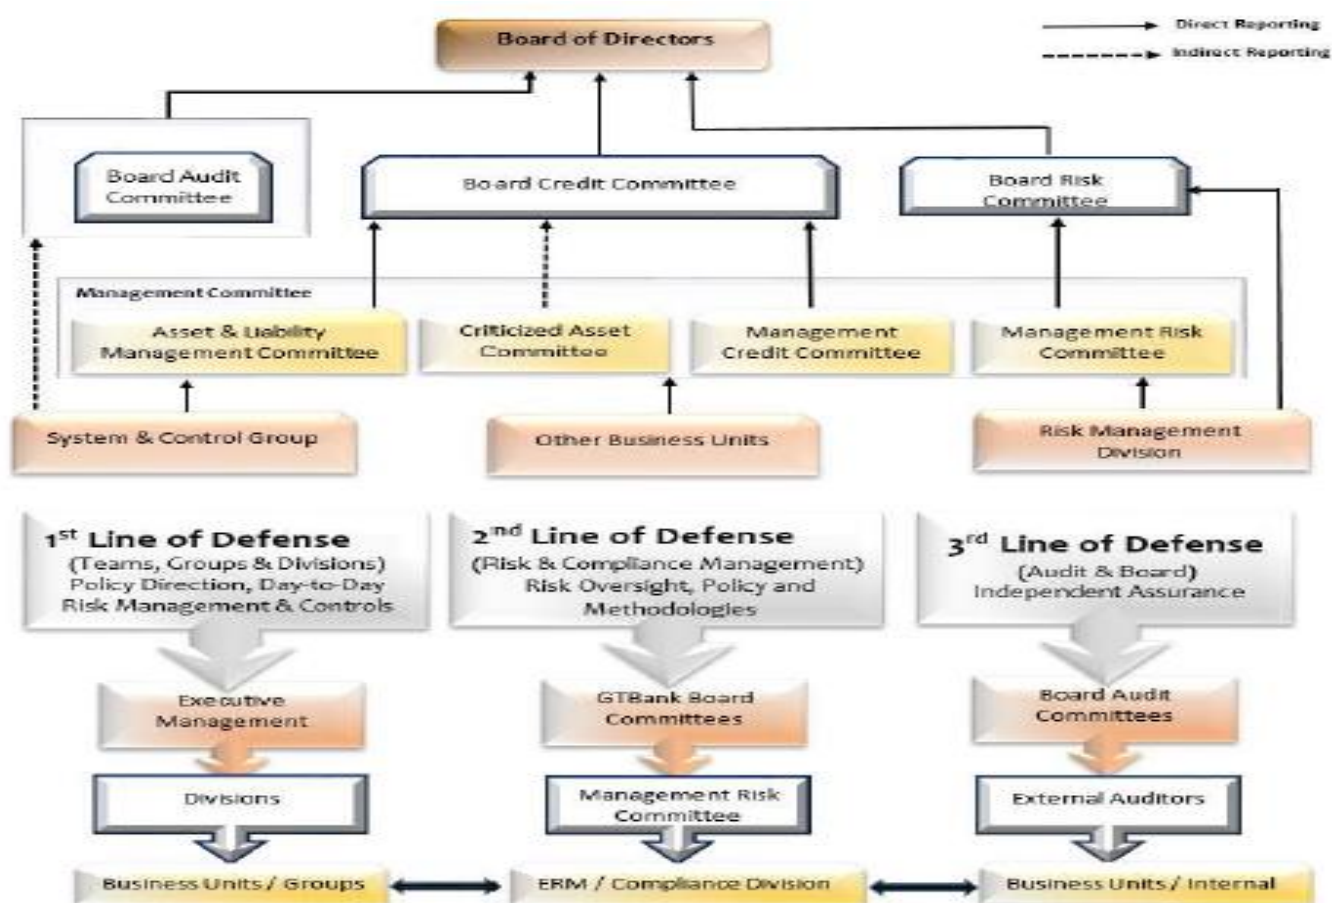 Board of Directors
Direct Reporting
Indirect Reporting
Board Audit
Committee
Board Credit Committee
Board Risk
Committee
Management Committee
Asset & Liability
Management Committee
Criticized Asset
Committee
Management
Credit Committee
Management Risk
Committee
System & Control Group
Other Business Units
Risk Management
Division
1st Line of Defense
(Teams, Groups & Divisions)
Policy Direction, Day-to-Day
Risk Management & Controls
2nd Line of Defense
(Risk & Compliance Management)
Risk Oversight, Policy and
Methodologies
3rd Line of Defense
(Audit & Board)
Independent Assurance
Executive
Management
GTBank Board
Committees
Board Audit
Committees
Divisions
Management Risk
Committee
External Auditors
Business Units / Groups
ERM / Compliance Division
Business Units / Internal